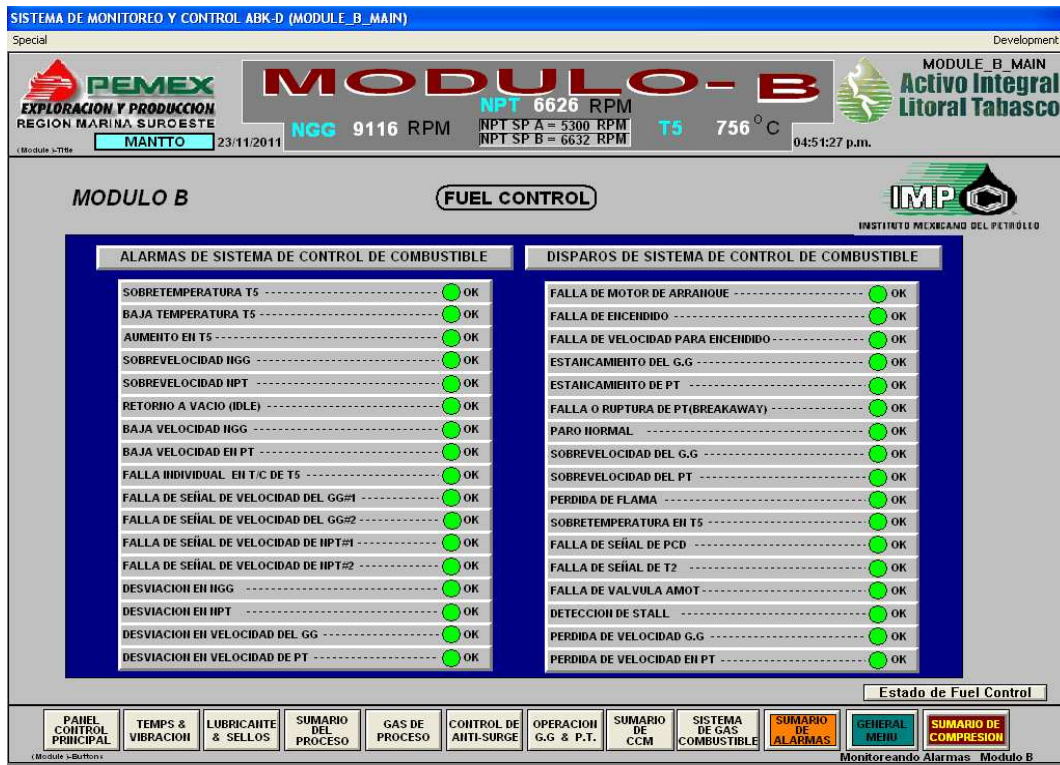 SISTEMA DE MONITOREO Y CONTROL ABK-D (MODULE_B_MAIN)
Special
Development
PEMEX
EXPLORACION Y PRODUCCION
REGION MARINA SUROESTE
MANTTO
23/11/2011
(Module )-Title
MODULO-B
NPT 6626 RPM
NGG 9116 RPM
NPT SP A = 5300 RPM
NPT SP B = 6632 RPM
T5 756 °C
MODULE_B_MAIN
Activo Integral
Litoral Tabasco
04:51:27 p.m.
MODULO B
FUEL CONTROL
IMP
INSTITUTO MEXICANO DEL PETRÓLEO
ALARMAS DE SISTEMA DE CONTROL DE COMBUSTIBLE
SOBRETEMPERATURA T5 OK
BAJA TEMPERATURA T5 OK
AUMENTO EN T5 OK
SOBREVELOCIDAD NGG OK
SOBREVELOCIDAD NPT OK
RETORNO A VACIO (IDLE) OK
BAJA VELOCIDAD NGG OK
BAJA VELOCIDAD EN PT OK
FALLA INDIVIDUAL EN T/C DE T5 OK
FALLA DE SEÑAL DE VELOCIDAD DEL GG#1 OK
FALLA DE SEÑAL DE VELOCIDAD DEL GG#2 OK
FALLA DE SEÑAL DE VELOCIDAD DE NPT#1 OK
FALLA DE SEÑAL DE VELOCIDAD DE NPT#2 OK
DESVIACION EN NGG OK
DESVIACION EN NPT OK
DESVIACION EN VELOCIDAD DEL GG OK
DESVIACION EN VELOCIDAD DE PT OK
DISPAROS DE SISTEMA DE CONTROL DE COMBUSTIBLE
FALLA DE MOTOR DE ARRANQUE OK
FALLA DE ENCENDIDO OK
FALLA DE VELOCIDAD PARA ENCENDIDO OK
ESTANCAMIENTO DEL G.G OK
ESTANCAMIENTO DE PT OK
FALLA O RUPTURA DE PT(BREAKAWAY) OK
PARO NORMAL OK
SOBREVELOCIDAD DEL G.G OK
SOBREVELOCIDAD DEL PT OK
PERDIDA DE FLAMA OK
SOBRETEMPERATURA EN T5 OK
FALLA DE SEÑAL DE PCD OK
FALLA DE SEÑAL DE T2 OK
FALLA DE VALVULA AMOT OK
DETECCION DE STALL OK
PERDIDA DE VELOCIDAD G.G OK
PERDIDA DE VELOCIDAD EN PT OK
Estado de Fuel Control
PANEL
CONTROL
PRINCIPAL
TEMPS &
VIBRACION
LUBRICANTE
& SELLOS
SUMARIO
DEL
PROCESO
GAS DE
PROCESO
CONTROL DE
ANTI-SURGE
OPERACION
G.G & P.T.
SUMARIO
DE
CCM
SISTEMA
DE GAS
COMBUSTIBLE
SUMARIO
DE
ALARMAS
GENERAL
MENU
SUMARIO DE
COMPRESION
(Module )-Buttons
Monitoreando Alarmas Modulo B